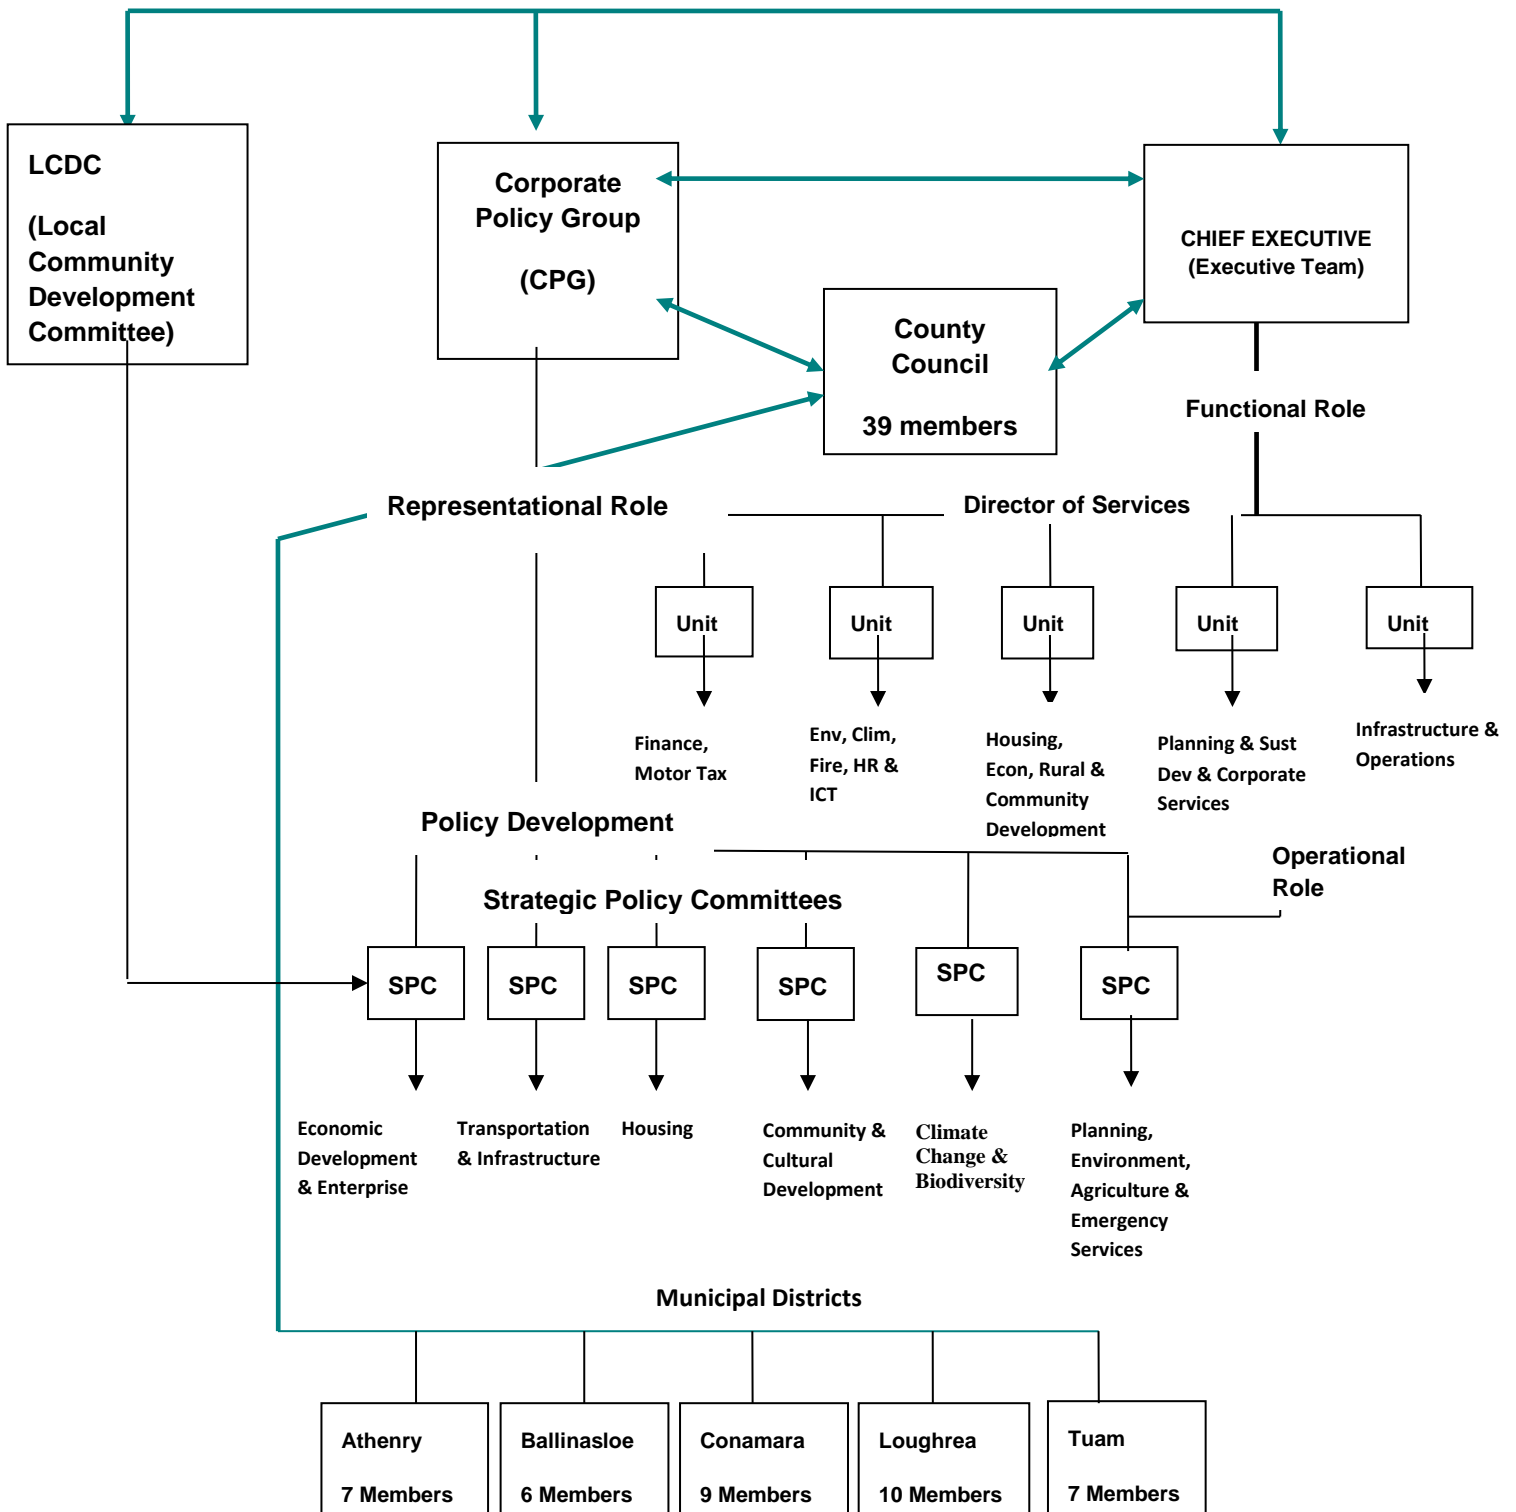 LCDC
(Local
Community
Development
Committee)
Corporate
Policy Group
(CPG)
CHIEF EXECUTIVE
(Executive Team)
County
Council
39 members
Functional Role
Representational Role
Director of Services
Unit
Unit
Unit
Unit
Unit
Finance,
Motor Tax
Env, Clim,
Fire, HR &
ICT
Housing,
Econ, Rural &
Community
Development
Planning & Sust
Dev & Corporate
Services
Infrastructure &
Operations
Policy Development
Operational
Role
Strategic Policy Committees
SPC
SPC
SPC
SPC
SPC
SPC
Economic
Development
& Enterprise
Transportation
& Infrastructure
Housing
Community &
Cultural
Development
Climate
Change &
Biodiversity
Planning,
Environment,
Agriculture &
Emergency
Services
Municipal Districts
Athenry
7 Members
Ballinasloe
6 Members
Conamara
9 Members
Loughrea
10 Members
Tuam
7 Members